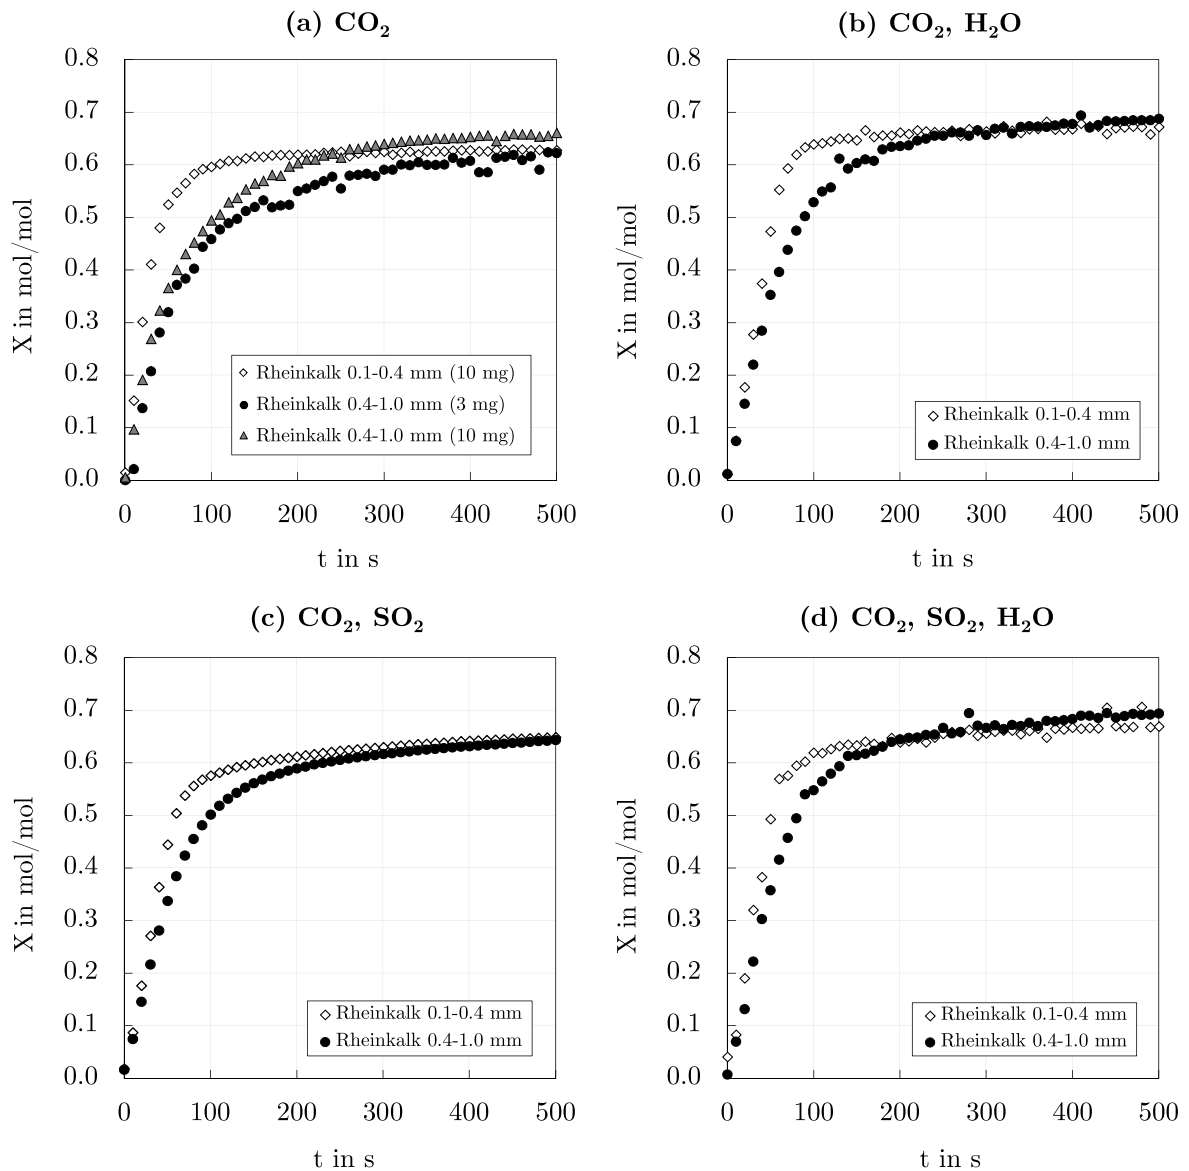 (a) CO₂
0.8
0.7
0.6
0.5
0.4
0.3
0.2
0.1
0.0
X in mol/mol
Rheinkalk 0.1-0.4 mm (10 mg)
Rheinkalk 0.4-1.0 mm (3 mg)
Rheinkalk 0.4-1.0 mm (10 mg)
0 100 200 300 400 500
t in s
(b) CO₂, H₂O
0.8
0.7
0.6
0.5
0.4
0.3
0.2
0.1
0.0
X in mol/mol
Rheinkalk 0.1-0.4 mm
Rheinkalk 0.4-1.0 mm
0 100 200 300 400 500
t in s
(c) CO₂, SO₂
0.8
0.7
0.6
0.5
0.4
0.3
0.2
0.1
0.0
X in mol/mol
Rheinkalk 0.1-0.4 mm
Rheinkalk 0.4-1.0 mm
0 100 200 300 400 500
t in s
(d) CO₂, SO₂, H₂O
0.8
0.7
0.6
0.5
0.4
0.3
0.2
0.1
0.0
X in mol/mol
Rheinkalk 0.1-0.4 mm
Rheinkalk 0.4-1.0 mm
0 100 200 300 400 500
t in s